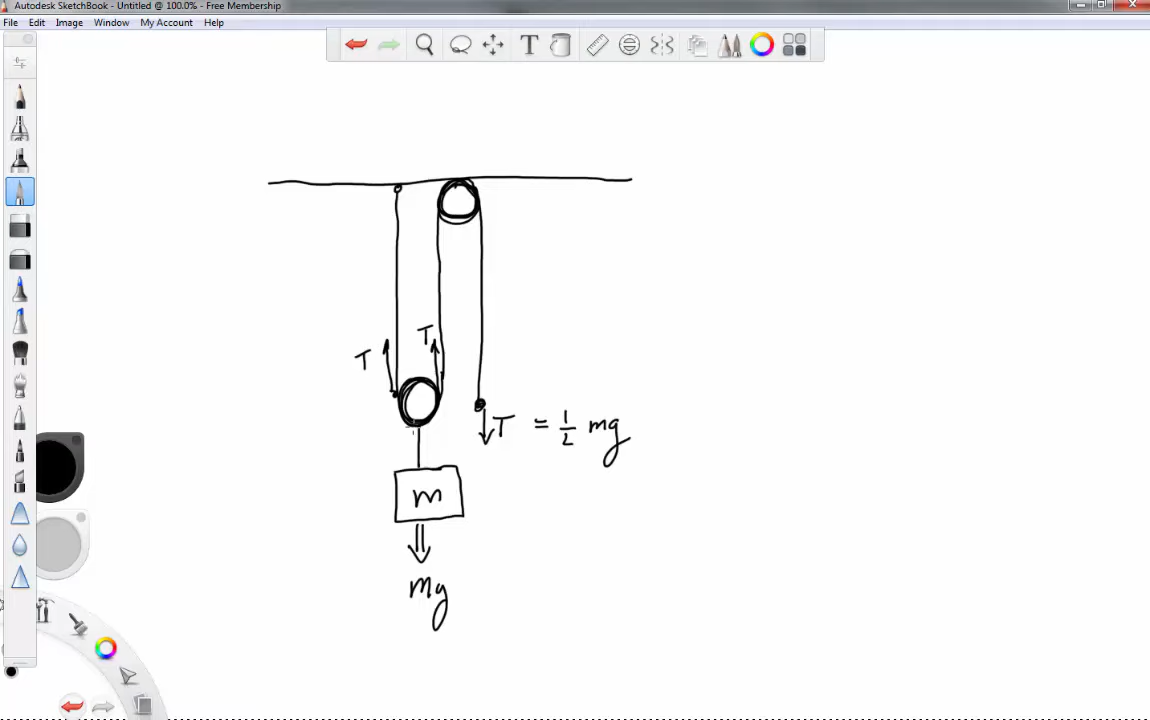 Autodesk SketchBook - Untitled @ 100.0% - Free Membership
File Edit Image Window My Account Help
T
T
T
T = 1/2 mg
m
mg